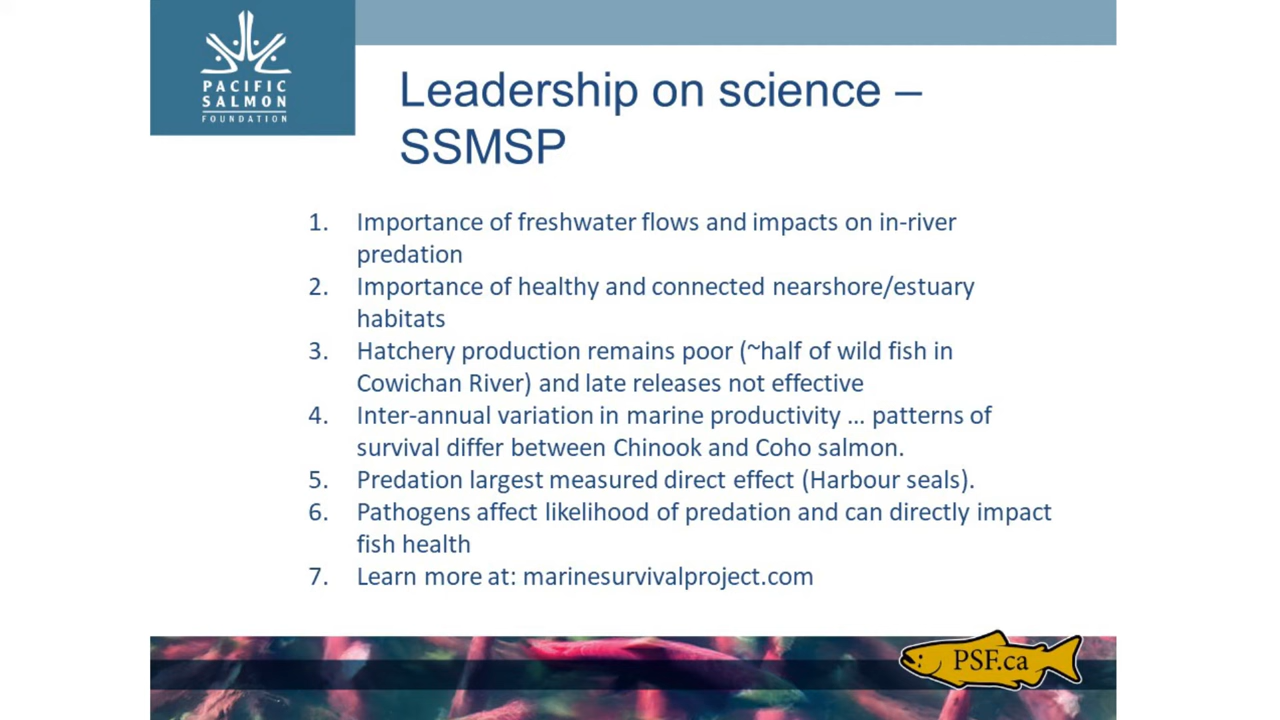 PACIFIC
SALMON
FOUNDATION
Leadership on science –
SSMSP
1. Importance of freshwater flows and impacts on in-river
predation
2. Importance of healthy and connected nearshore/estuary
habitats
3. Hatchery production remains poor (~half of wild fish in
Cowichan River) and late releases not effective
4. Inter-annual variation in marine productivity ... patterns of
survival differ between Chinook and Coho salmon.
5. Predation largest measured direct effect (Harbour seals).
6. Pathogens affect likelihood of predation and can directly impact
fish health
7. Learn more at: marinesurvivalproject.com
PSF.ca